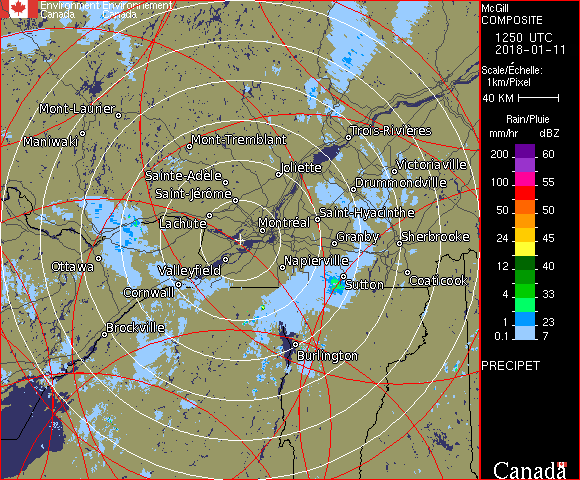 Environment Environnement
Canada Canada
McGill
COMPOSITE
1250 UTC
2018-01-11
Scale/Échelle:
1km/Pixel
40 KM
Rain/Pluie
mm/hr dBZ
200 60
100 55
50 50
24 45
12 40
4 33
1 23
0.1 7
PRECIPET
Canada
Mont-Laurier
Maniwaki
Mont-Tremblant
Trois-Rivières
Sainte-Adèle
Joliette
Victoriaville
Saint-Jérôme
Drummondville
Lachute
Montréal
Saint-Hyacinthe
Granby
Sherbrooke
Ottawa
Valleyfield
Napierville
Cornwall
Sutton
Coaticook
Brockville
Burlington